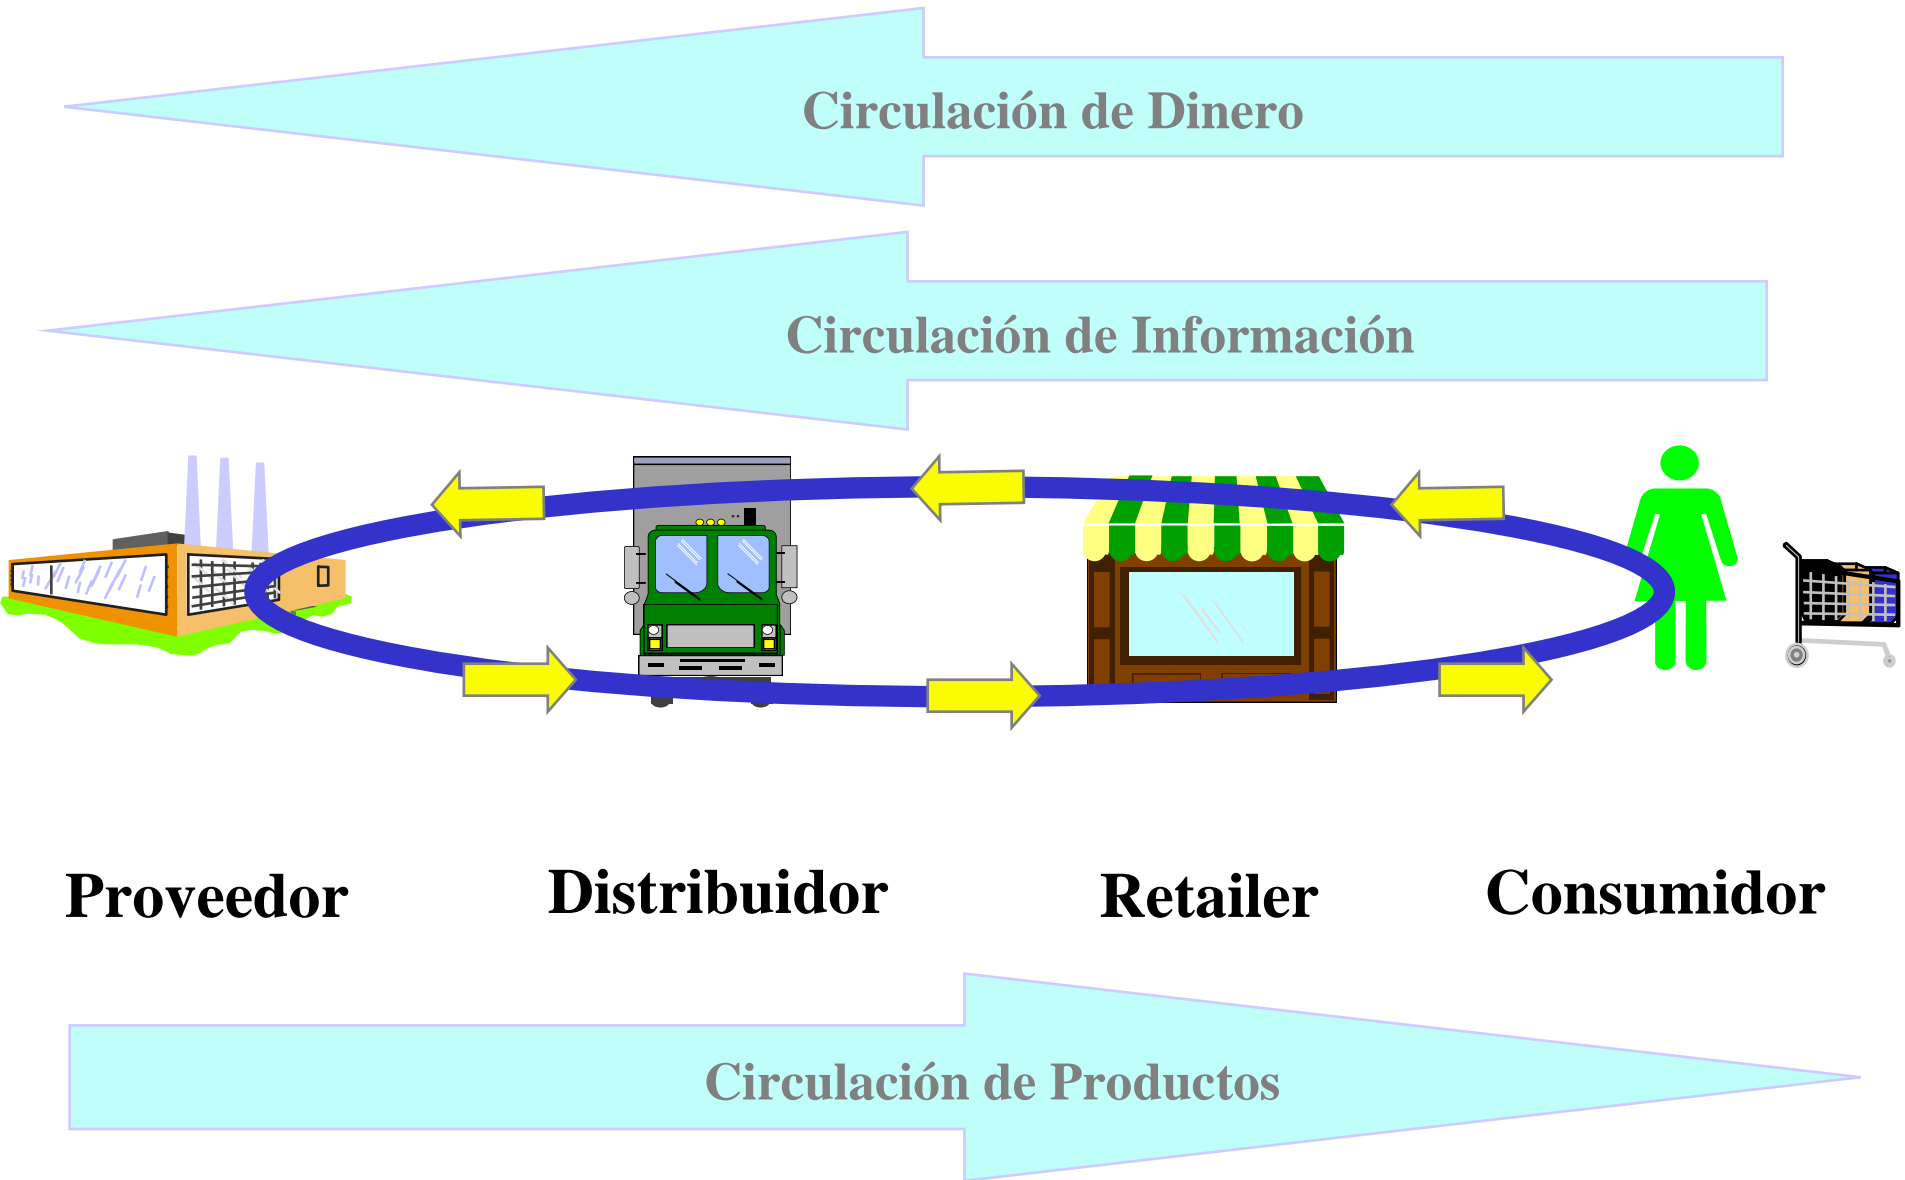 Circulación de Dinero
Circulación de Información
Proveedor
Distribuidor
Retailer
Consumidor
Circulación de Productos